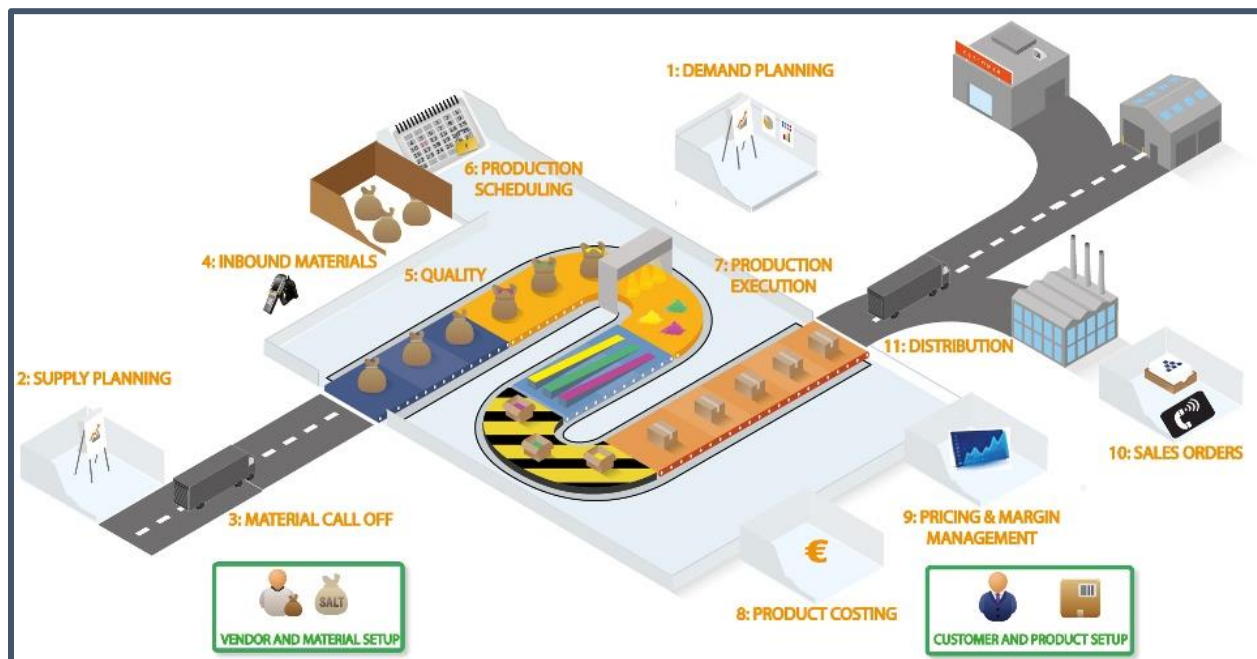 1: DEMAND PLANNING
6: PRODUCTION
SCHEDULING
4: INBOUND MATERIALS
5: QUALITY
7: PRODUCTION
EXECUTION
11: DISTRIBUTION
2: SUPPLY PLANNING
10: SALES ORDERS
3: MATERIAL CALL OFF
9: PRICING & MARGIN
MANAGEMENT
€
8: PRODUCT COSTING
SALT
VENDOR AND MATERIAL SETUP
CUSTOMER AND PRODUCT SETUP